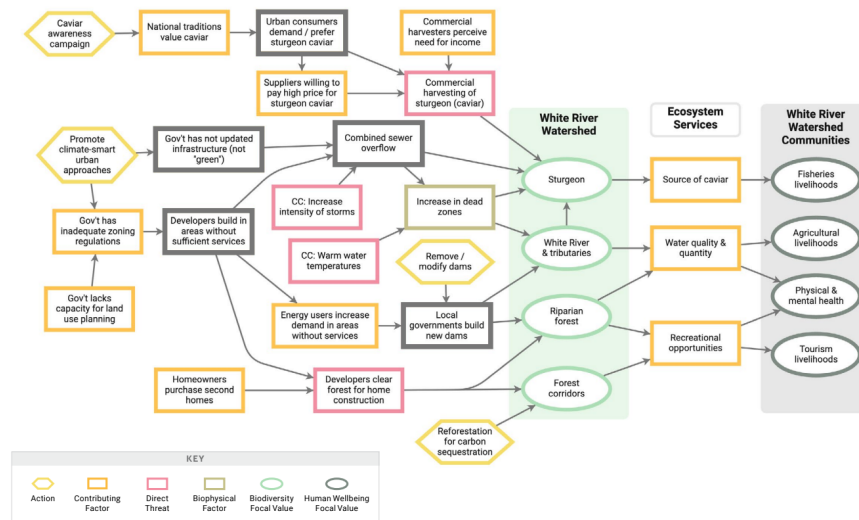 Caviar
awareness
campaign
National traditions
value caviar
Urban consumers
demand / prefer
sturgeon caviar
Commercial
harvesters perceive
need for income
Suppliers willing to
pay high price for
sturgeon caviar
Commercial
harvesting of
sturgeon (caviar)
White River
Watershed
Ecosystem
Services
White River
Watershed
Communities
Promote
climate-smart
urban
approaches
Gov't has not updated
infrastructure (not
"green")
Combined sewer
overflow
Sturgeon
Source of caviar
Fisheries
livelihoods
CC: Increase
intensity of storms
Increase in dead
zones
Gov't has
inadequate zoning
regulations
Developers build in
areas without
sufficient services
White River
& tributaries
Water quality &
quantity
Agricultural
livelihoods
CC: Warm water
temperatures
Remove /
modify dams
Gov't lacks
capacity for land
use planning
Energy users increase
demand in areas
without services
Local
governments build
new dams
Riparian
forest
Recreational
opportunities
Physical &
mental health
Tourism
livelihoods
Homeowners
purchase second
homes
Developers clear
forest for home
construction
Forest
corridors
Reforestation
for carbon
sequestration
KEY
Action
Contributing
Factor
Direct
Threat
Biophysical
Factor
Biodiversity
Focal Value
Human Wellbeing
Focal Value